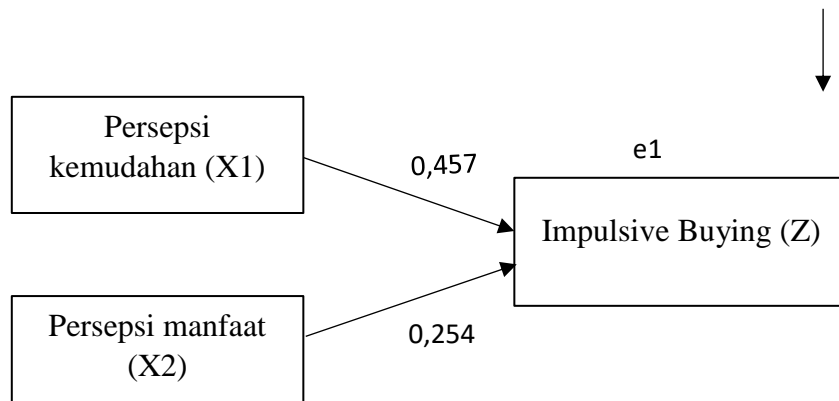 Persepsi
kemudahan (X1)
0,457
e1
Impulsive Buying (Z)
Persepsi manfaat
(X2)
0,254